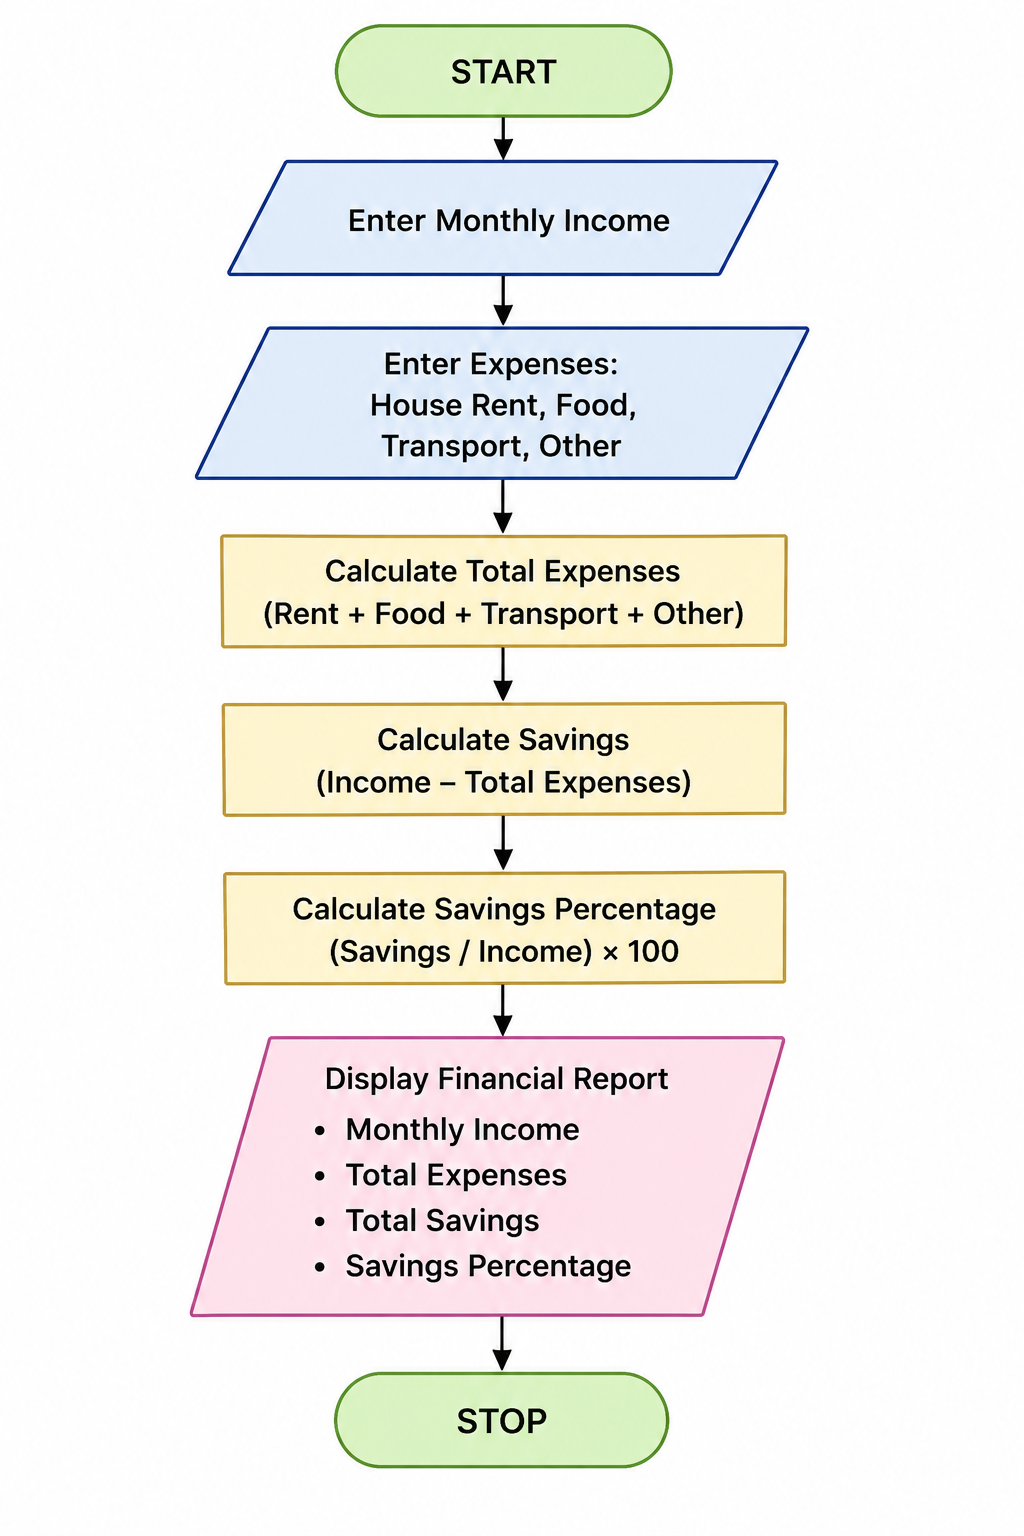 START
Enter Monthly Income
Enter Expenses:
House Rent, Food,
Transport, Other
Calculate Total Expenses
(Rent + Food + Transport + Other)
Calculate Savings
(Income – Total Expenses)
Calculate Savings Percentage
(Savings / Income) × 100
Display Financial Report
• Monthly Income
• Total Expenses
• Total Savings
• Savings Percentage
STOP